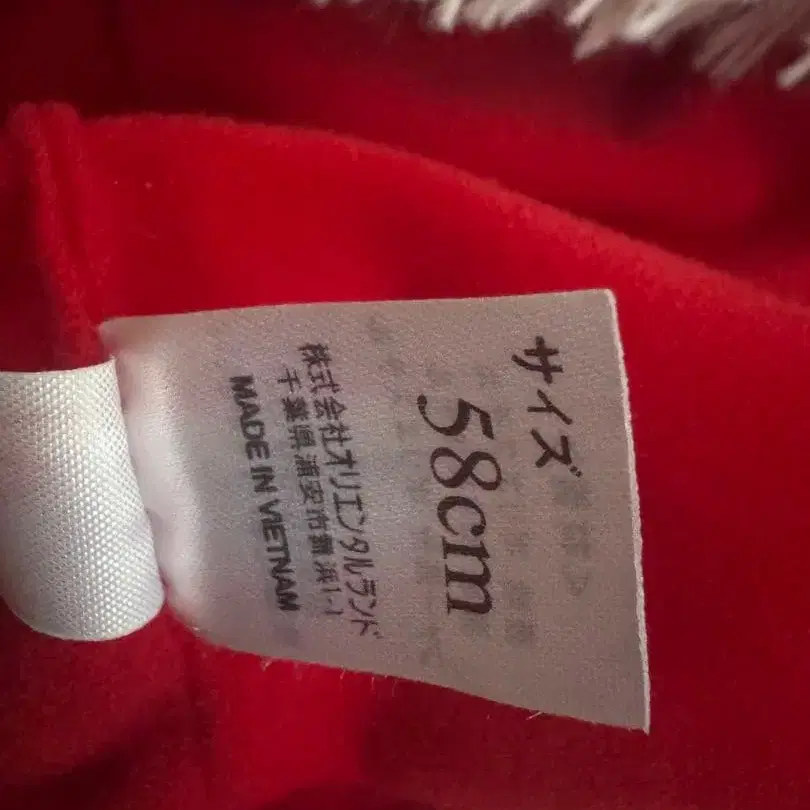 サイズ
58cm
株式会社オリエンタルランド
千葉県浦安市舞浜1-1
MADE IN VIETNAM